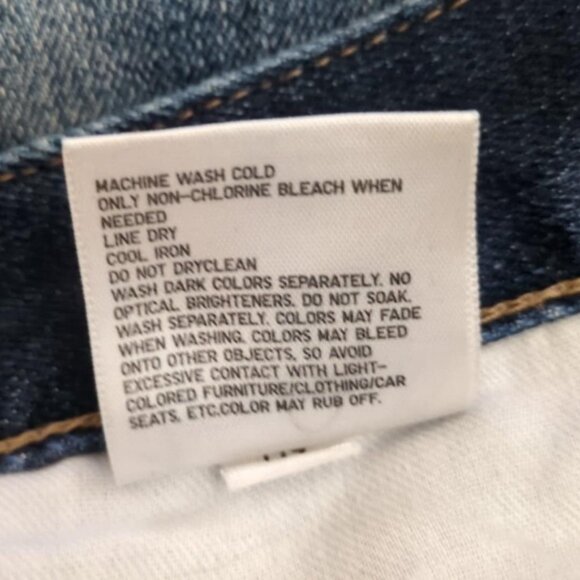 MACHINE WASH COLD
ONLY NON-CHLORINE BLEACH WHEN
NEEDED
LINE DRY
COOL IRON
DO NOT DRYCLEAN
WASH DARK COLORS SEPARATELY. NO
OPTICAL BRIGHTENERS. DO NOT SOAK.
WASH SEPARATELY. COLORS MAY FADE
WHEN WASHING. COLORS MAY BLEED
ONTO OTHER OBJECTS, SO AVOID
EXCESSIVE CONTACT WITH LIGHT-
COLORED FURNITURE/CLOTHING/CAR
SEATS, ETC.COLOR MAY RUB OFF.